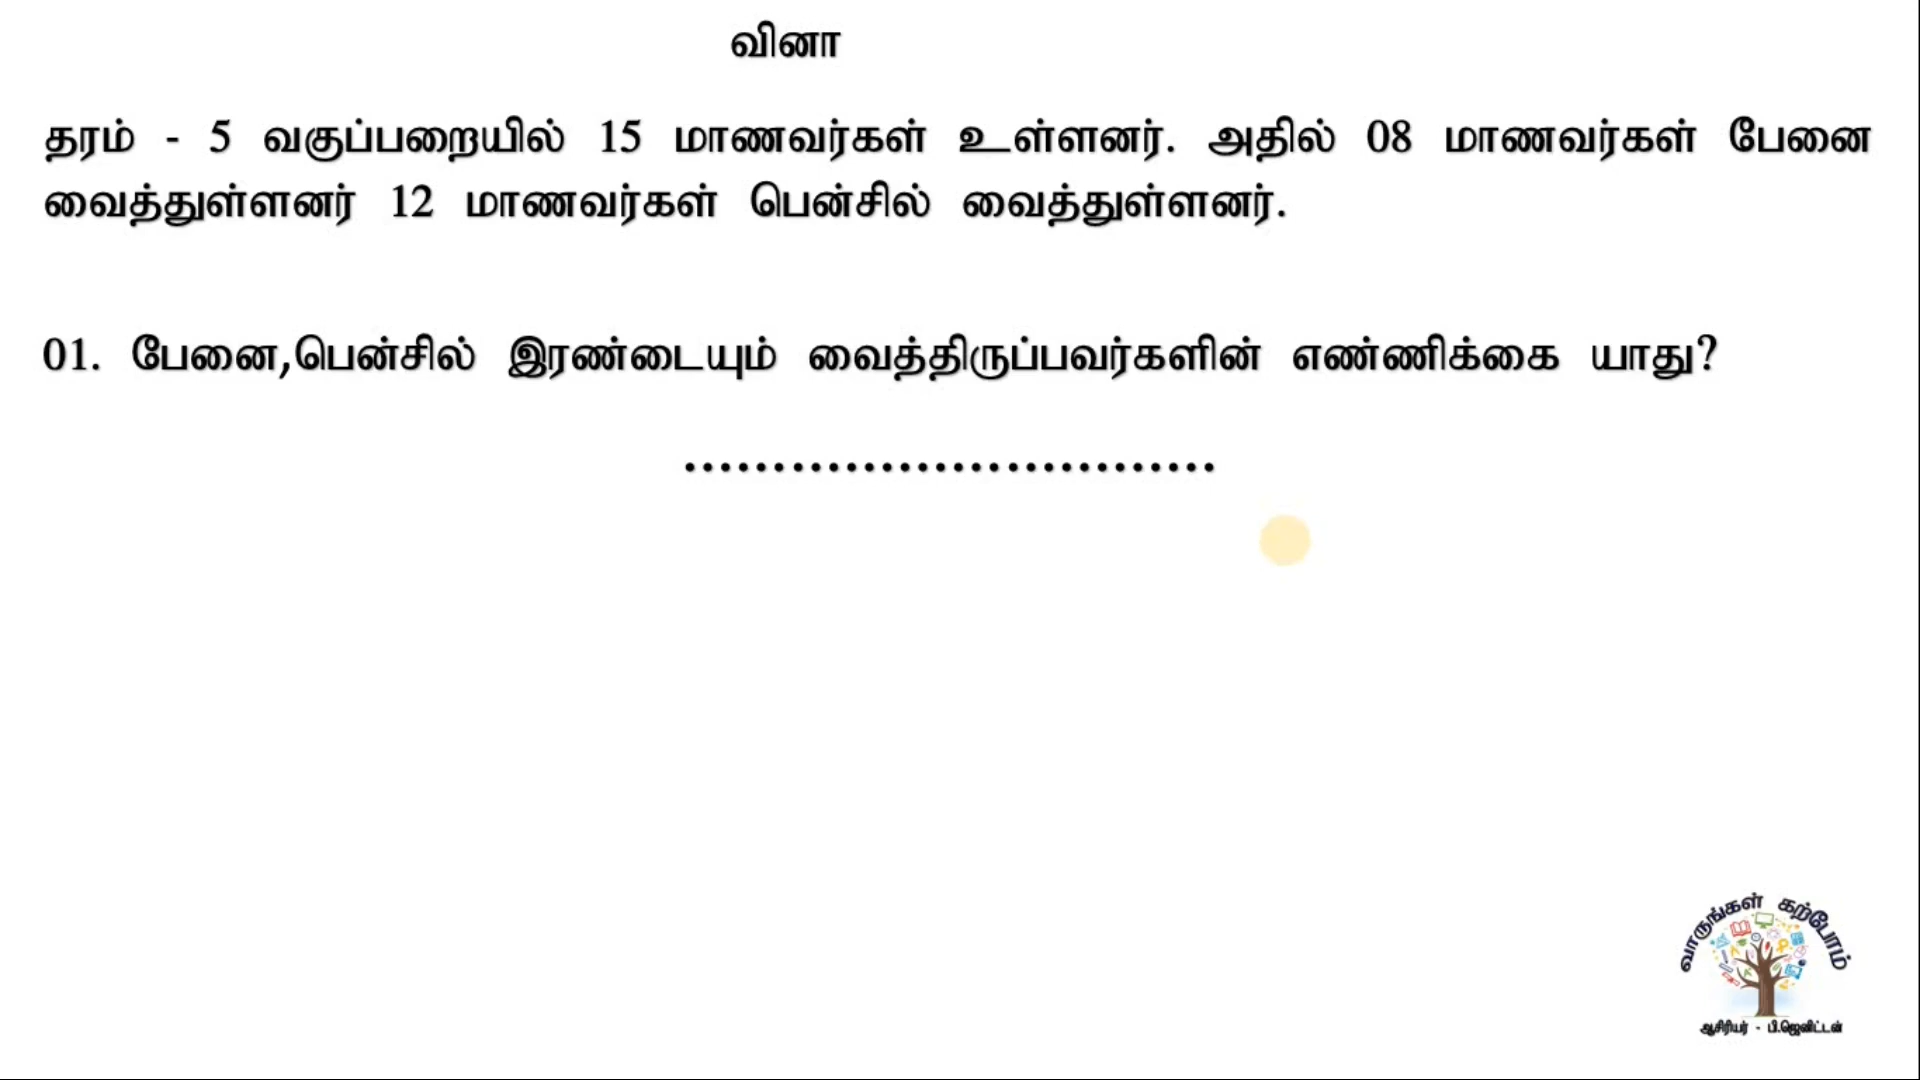 வினா
தரம் - 5 வகுப்பறையில் 15 மாணவர்கள் உள்ளனர். அதில் 08 மாணவர்கள் பேனை
வைத்துள்ளனர் 12 மாணவர்கள் பென்சில் வைத்துள்ளனர்.
01. பேனை,பென்சில் இரண்டையும் வைத்திருப்பவர்களின் எண்ணிக்கை யாது?
..............................
வாருங்கள் கற்போம்
ஆசிரியர் - பி.ஜெனிட்டன்